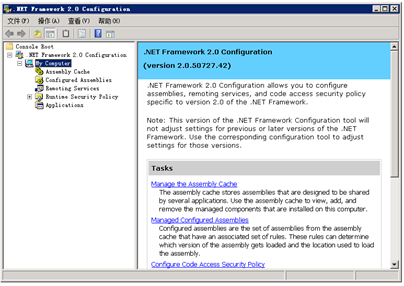 .NET Framework 2.0 Configuration
文件(F) 操作(A) 查看(V) 帮助(H)
Console Root
.NET Framework 2.0 Configuration
My Computer
Assembly Cache
Configured Assemblies
Remoting Services
Runtime Security Policy
Applications
.NET Framework 2.0 Configuration
(version 2.0.50727.42)
.NET Framework 2.0 Configuration allows you to configure
assemblies, remoting services, and code access security policy
specific to version 2.0 of the .NET Framework.
Note: This version of the .NET Framework Configuration tool will
not adjust settings for previous or later versions of the .NET
Framework. Use the corresponding configuration tool to adjust
settings for those versions.
Tasks
Manage the Assembly Cache
The assembly cache stores assemblies that are designed to be shared
by several applications. Use the assembly cache to view, add, and
remove the managed components that are installed on this computer.
Managed Configured Assemblies
Configured assemblies are the set of assemblies from the assembly
cache that have an associated set of rules. These rules can determine
which version of the assembly gets loaded and the location used to load
the assembly.
Configure Code Access Security Policy